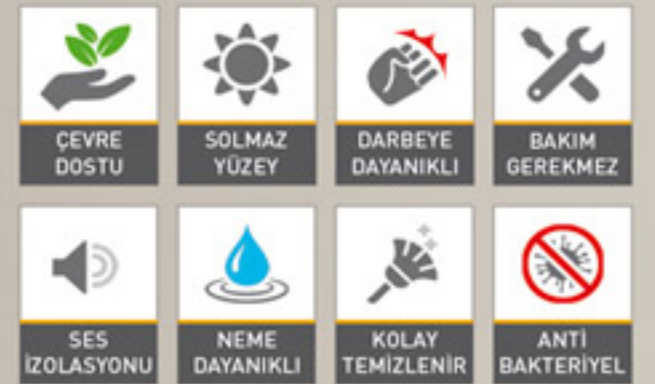 ÇEVRE
DOSTU
SOLMAZ
YÜZEY
DARBEYE
DAYANIKLI
BAKIM
GEREKMEZ
SES
İZOLASYONU
NEME
DAYANIKLI
KOLAY
TEMİZLENİR
ANTİ
BAKTERİYEL